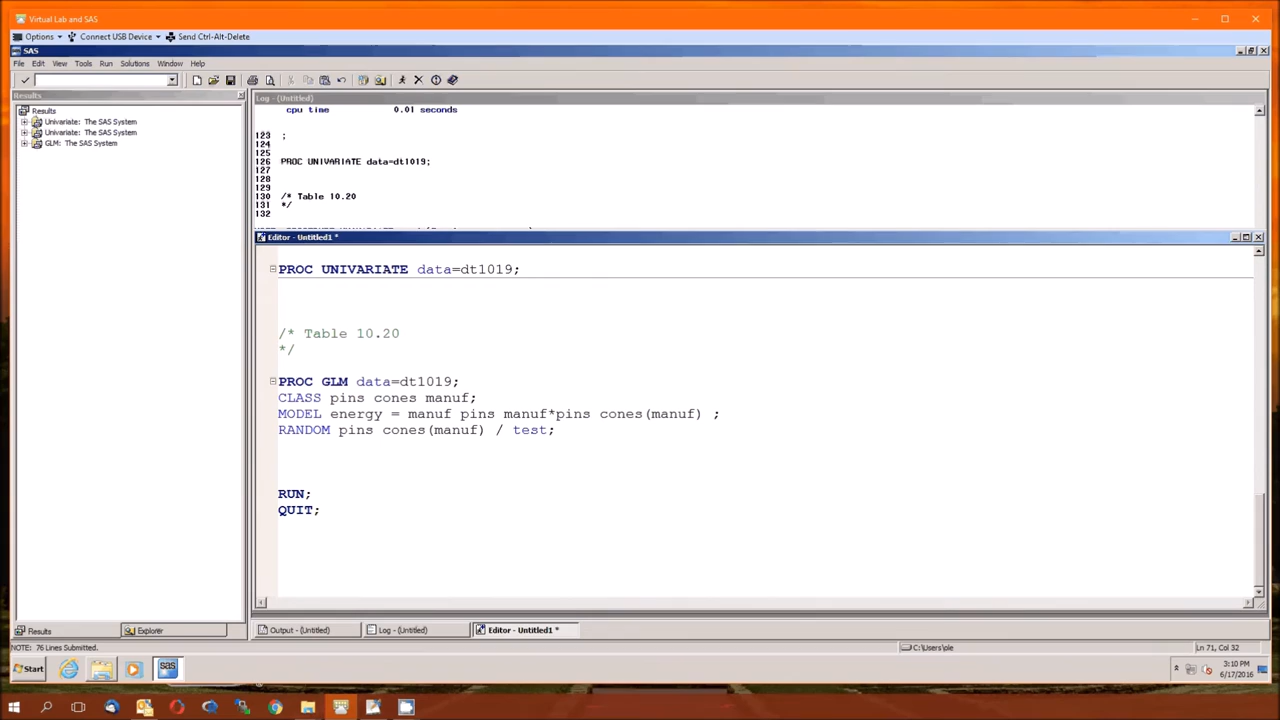 Virtual Lab and SAS
Options Connect USB Device Send Ctrl-Alt-Delete
SAS
File Edit View Tools Run Solutions Window Help
Results
Results
Univariate: The SAS System
Univariate: The SAS System
GLM: The SAS System
Log - (Untitled)
cpu time 0.01 seconds
123 ;
124
125
126 PROC UNIVARIATE data=dt1019;
127
128
129
130 /* Table 10.20
131 */
132
Editor - Untitled1 *
PROC UNIVARIATE data=dt1019;
/* Table 10.20
*/
PROC GLM data=dt1019;
CLASS pins cones manuf;
MODEL energy = manuf pins manuf*pins cones(manuf) ;
RANDOM pins cones(manuf) / test;
RUN;
QUIT;
Results Explorer
Output - (Untitled) Log - (Untitled) Editor - Untitled1 *
NOTE: 76 Lines Submitted. C:\Users\ple Ln 71, Col 32
Start sas 3:10 PM
6/17/2016